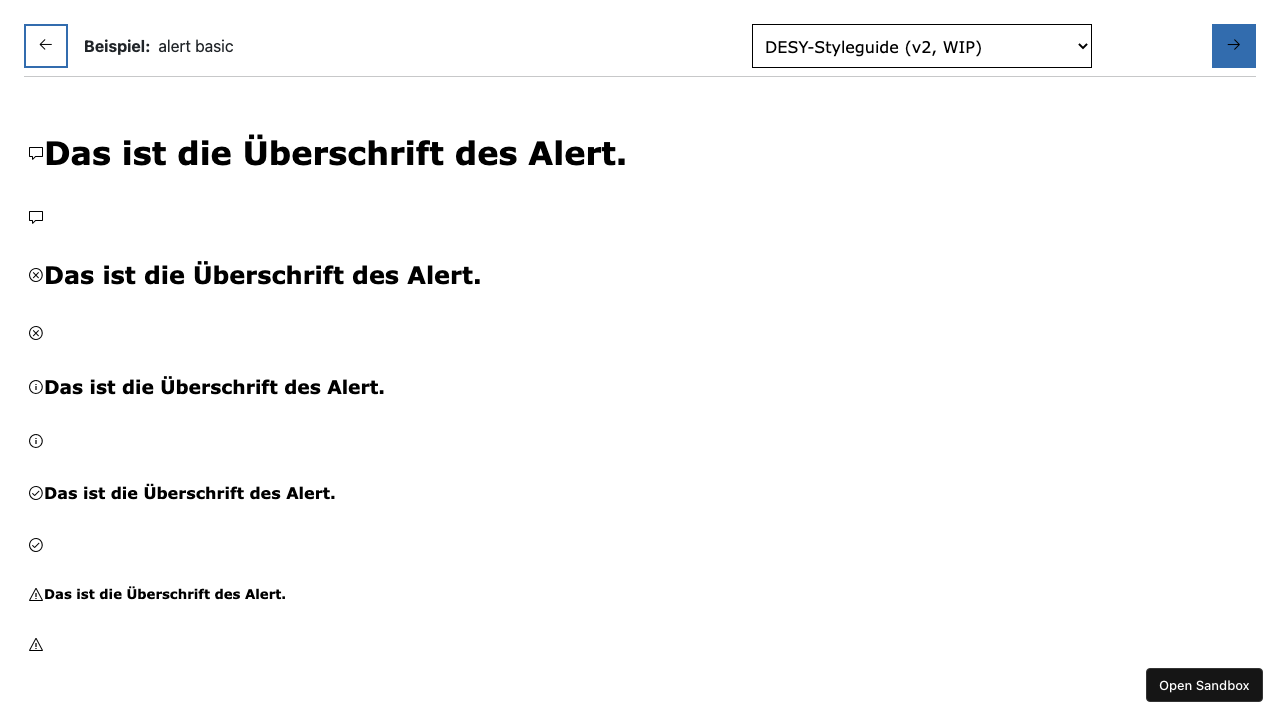 Beispiel: alert basic
DESY-Styleguide (v2, WIP)
Das ist die Überschrift des Alert.
Das ist die Überschrift des Alert.
Das ist die Überschrift des Alert.
Das ist die Überschrift des Alert.
Das ist die Überschrift des Alert.
Open Sandbox